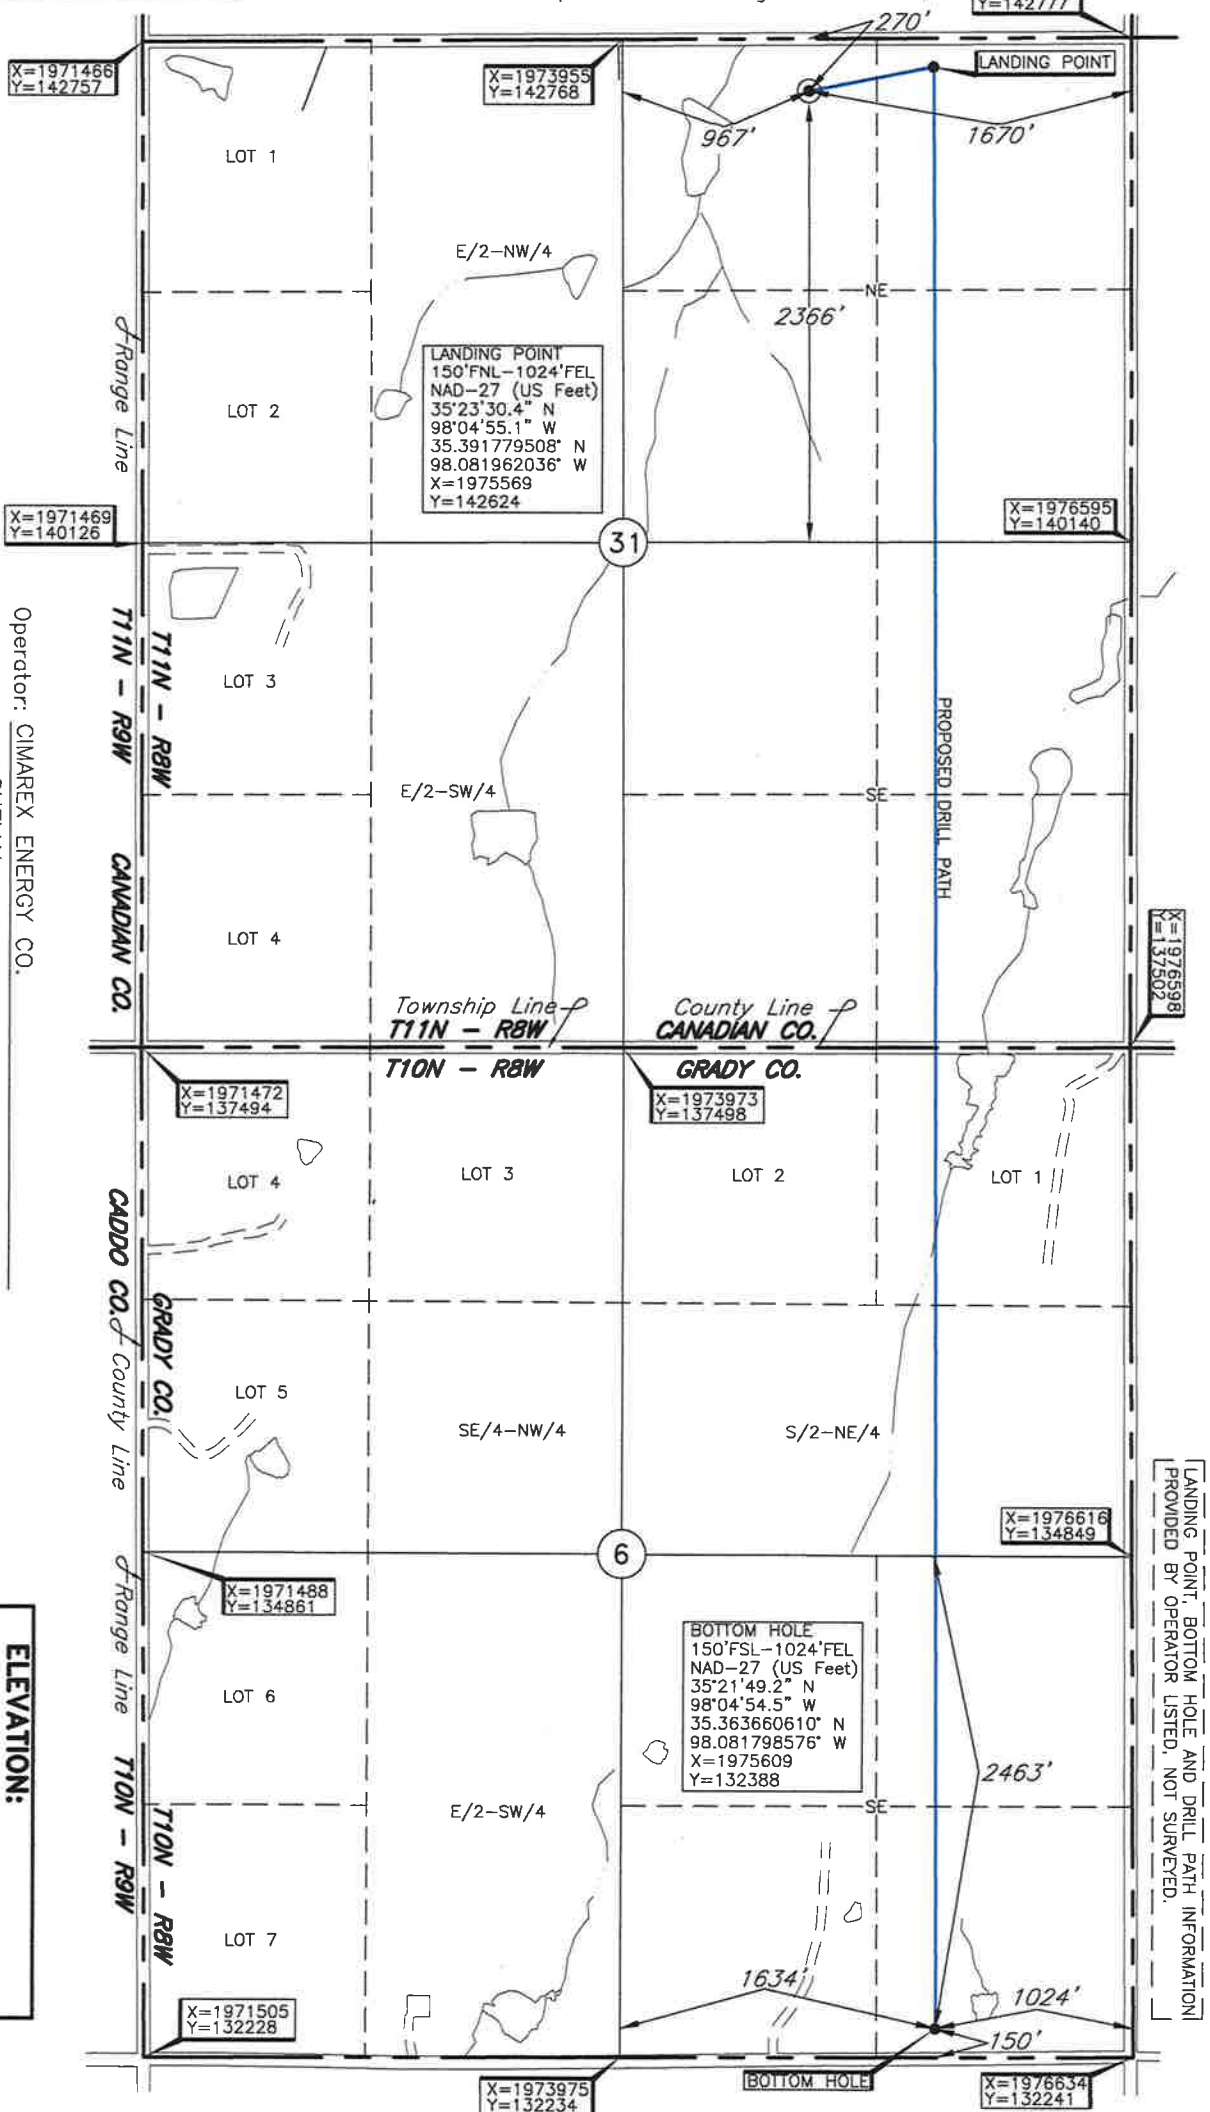 Y=142777
270'
X=1971466
Y=142757
X=1973955
Y=142768
LANDING POINT
967'
1670'
LOT 1
E/2-NW/4
NE
2366'
Range Line
LANDING POINT
150'FNL-1024'FEL
NAD-27 (US Feet)
35°23'30.4" N
98°04'55.1" W
35.391779508° N
98.081962036° W
X=1975569
Y=142624
LOT 2
X=1971469
Y=140126
X=1976595
Y=140140
31
Operator: CIMAREX ENERGY CO.
T11N - R9W
T11N - R8W
LOT 3
PROPOSED DRILL PATH
E/2-SW/4
SE
CANADIAN CO.
LOT 4
X=1976598
Y=137502
Township Line
County Line
T11N - R8W
CANADIAN CO.
T10N - R8W
GRADY CO.
X=1971472
Y=137494
X=1973973
Y=137498
LOT 4
LOT 3
LOT 2
LOT 1
CADDO CO.
GRADY CO.
County Line
LOT 5
SE/4-NW/4
S/2-NE/4
LANDING POINT, BOTTOM HOLE AND DRILL PATH INFORMATION
PROVIDED BY OPERATOR LISTED, NOT SURVEYED.
X=1976616
Y=134849
6
X=1971488
Y=134861
Range Line
T10N - R9W
ELEVATION:
BOTTOM HOLE
150'FSL-1024'FEL
NAD-27 (US Feet)
35°21'49.2" N
98°04'54.5" W
35.363660610° N
98.081798576° W
X=1975609
Y=132388
LOT 6
2463'
E/2-SW/4
SE
T10N - R8W
LOT 7
1634'
1024'
X=1971505
Y=132228
150'
BOTTOM HOLE
X=1973975
Y=132234
X=1976634
Y=132241